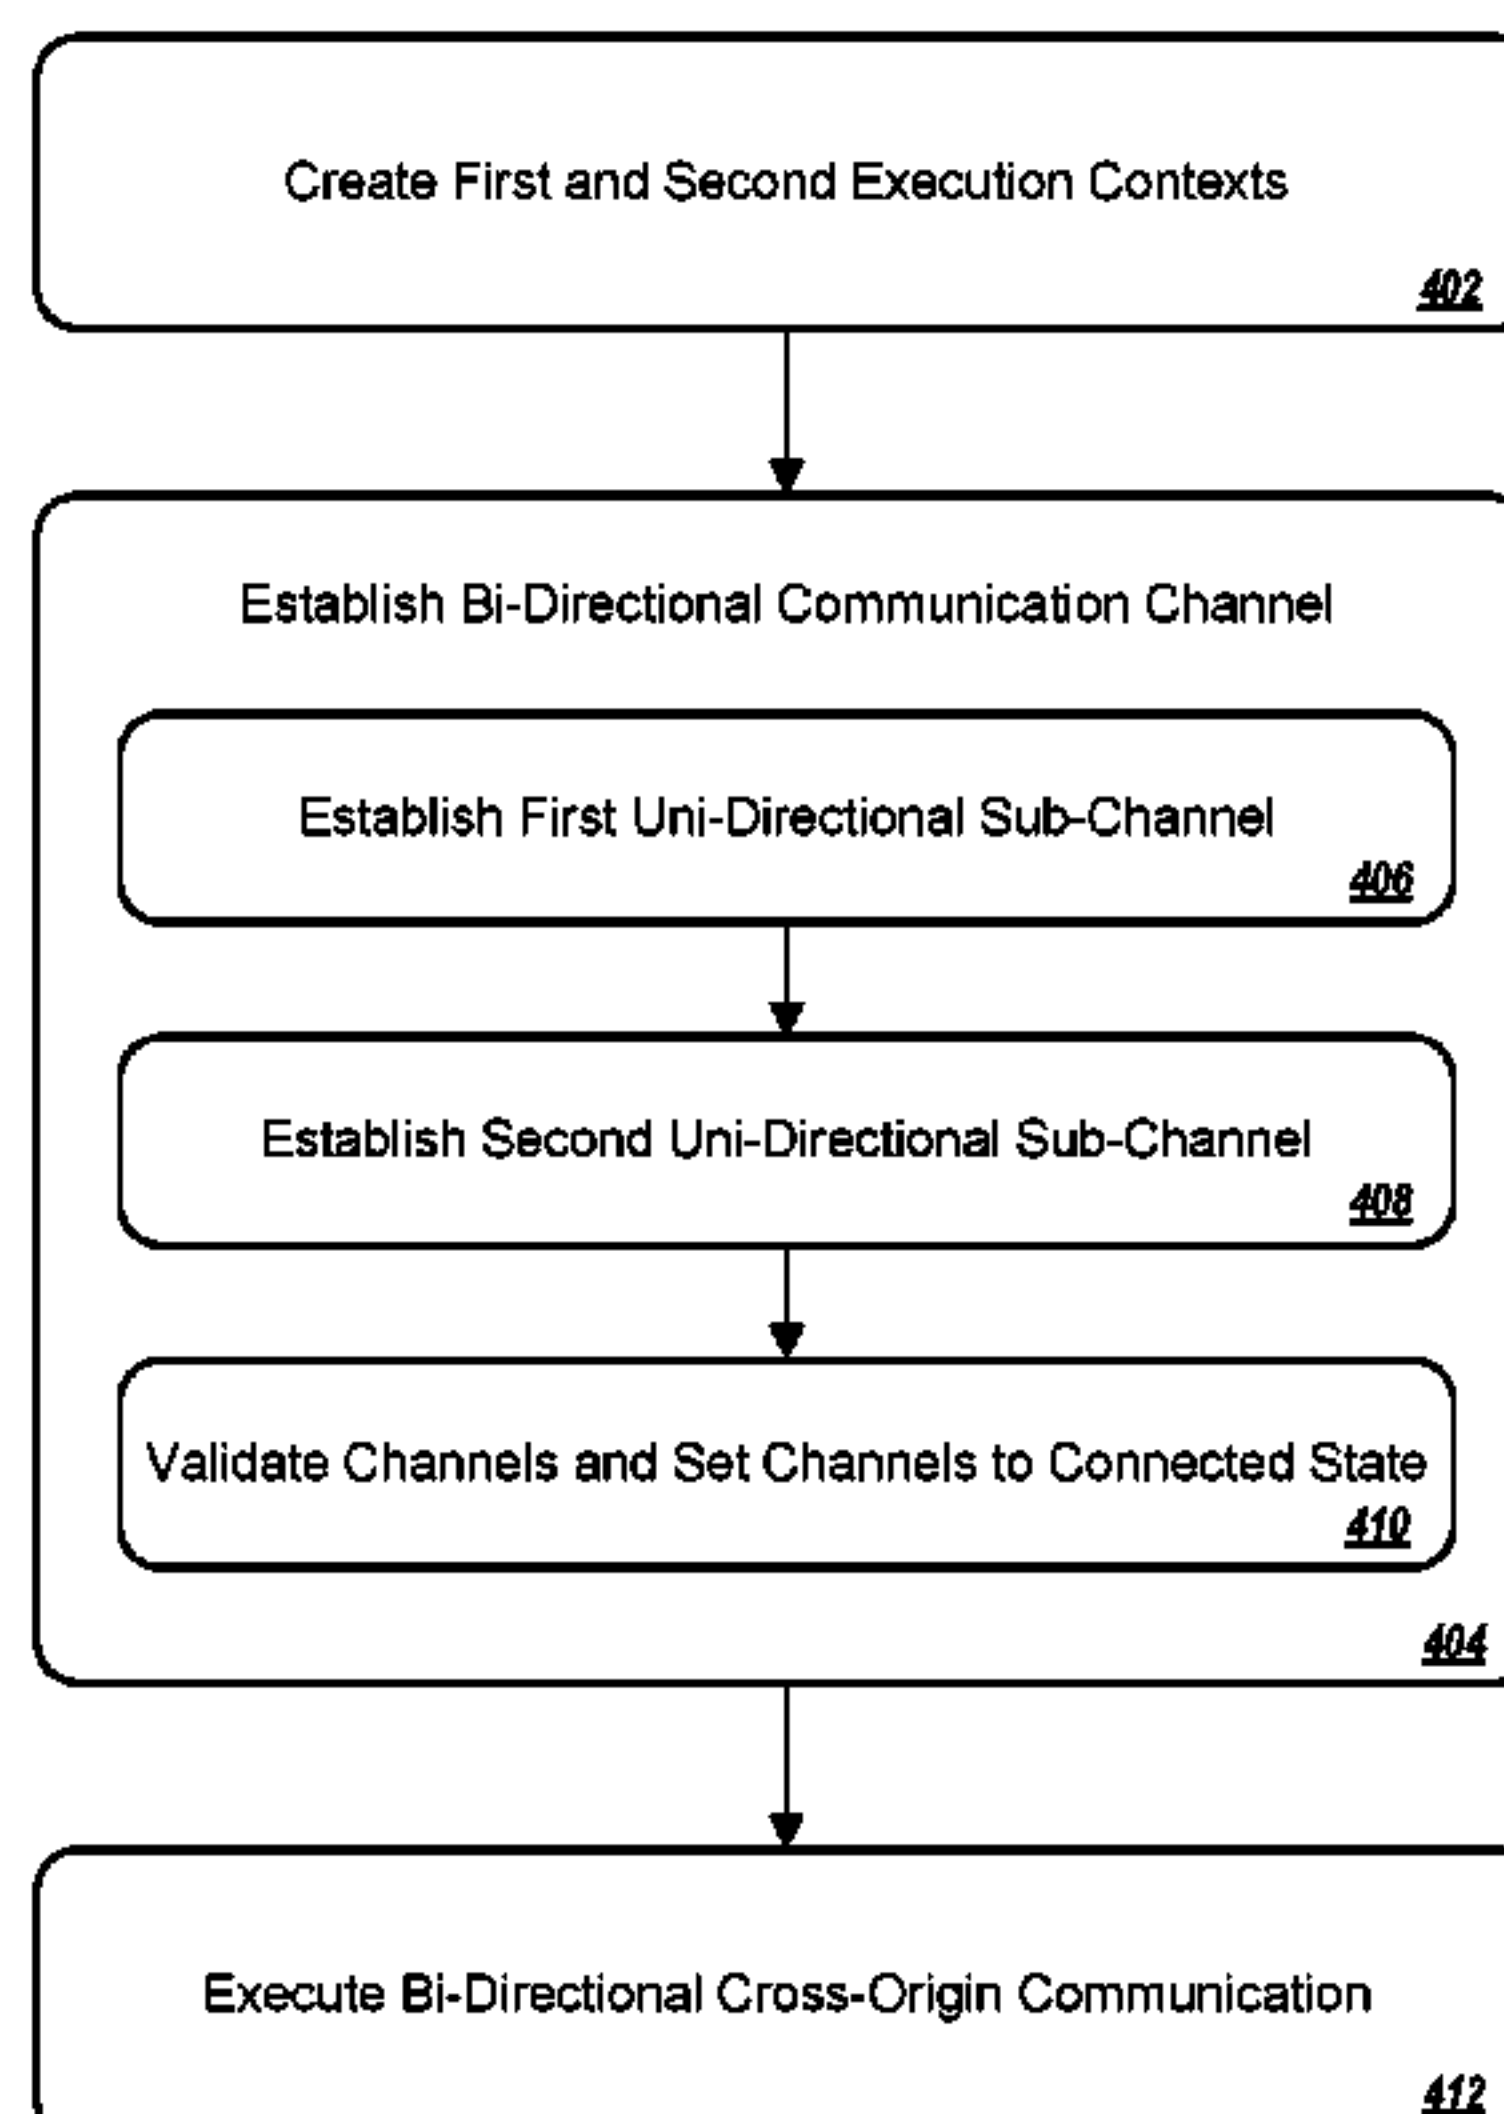 Create First and Second Execution Contexts
402
Establish Bi-Directional Communication Channel
Establish First Uni-Directional Sub-Channel
406
Establish Second Uni-Directional Sub-Channel
408
Validate Channels and Set Channels to Connected State
410
404
Execute Bi-Directional Cross-Origin Communication
412